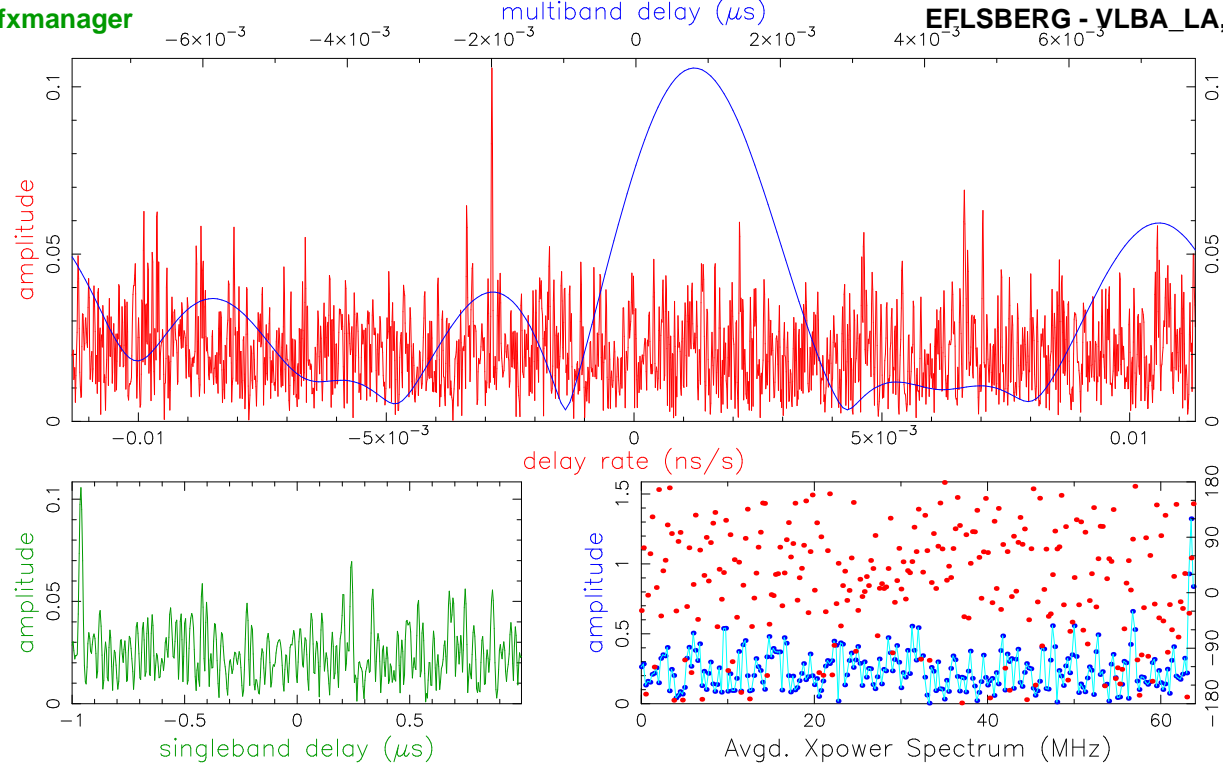 fxmanager
multiband delay (μs)
EFLSBERG - VLBA_LA,
−6×10⁻³ −4×10⁻³ −2×10⁻³ 0 2×10⁻³ 4×10⁻³ 6×10⁻³
amplitude
0 0.05 0.1
0 0.05 0.1
−0.01 −5×10⁻³ 0 5×10⁻³ 0.01
delay rate (ns/s)
amplitude
0 0.05 0.1
−1 −0.5 0 0.5
singleband delay (μs)
amplitude
0 0.5 1 1.5
−180 −90 0 90 180
0 20 40 60
Avgd. Xpower Spectrum (MHz)